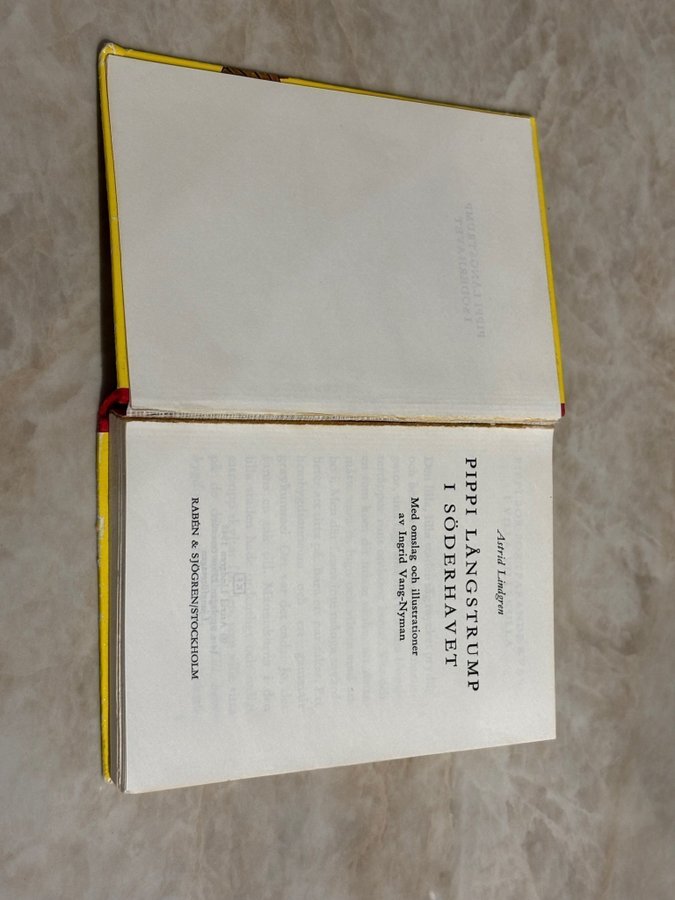 Astrid Lindgren
PIPPI LÅNGSTRUMP
I SÖDERHAVET
Med omslag och illustrationer
av Ingrid Vang-Nyman
RABÉN & SJÖGREN/STOCKHOLM